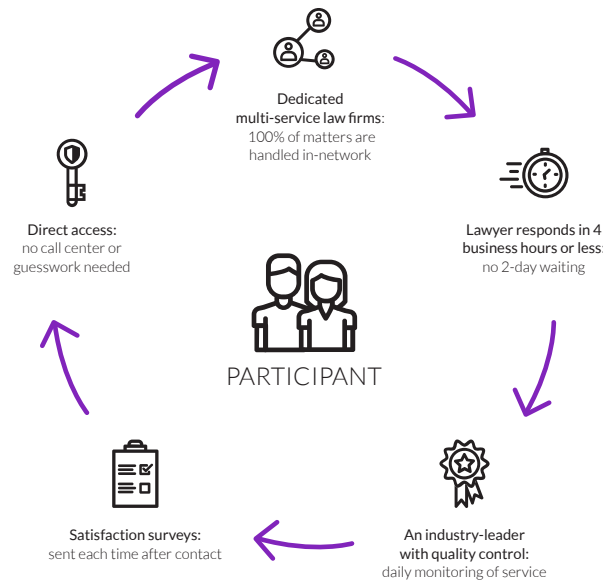 Dedicated
multi-service law firms:
100% of matters are
handled in-network
Lawyer responds in 4
business hours or less:
no 2-day waiting
An industry-leader
with quality control:
daily monitoring of service
Satisfaction surveys:
sent each time after contact
Direct access:
no call center or
guesswork needed
PARTICIPANT